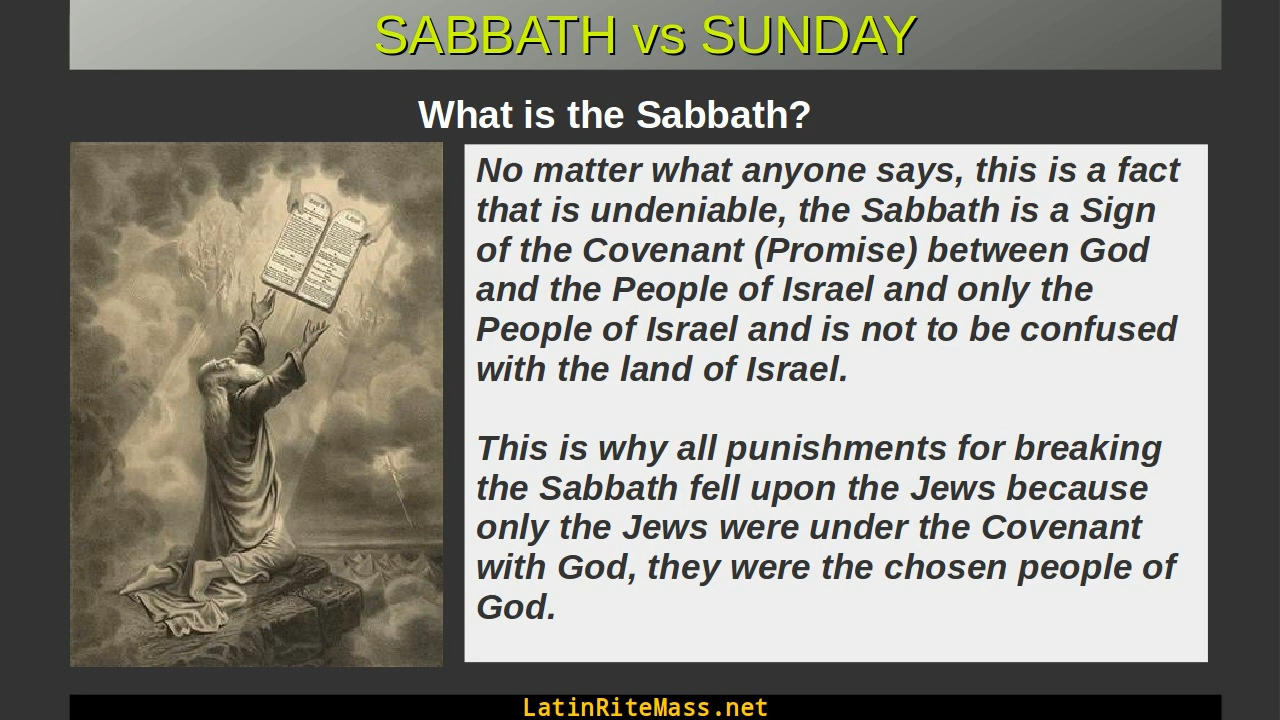 SABBATH vs SUNDAY
What is the Sabbath?
No matter what anyone says, this is a fact
that is undeniable, the Sabbath is a Sign
of the Covenant (Promise) between God
and the People of Israel and only the
People of Israel and is not to be confused
with the land of Israel.
This is why all punishments for breaking
the Sabbath fell upon the Jews because
only the Jews were under the Covenant
with God, they were the chosen people of
God.
LatinRiteMass.net